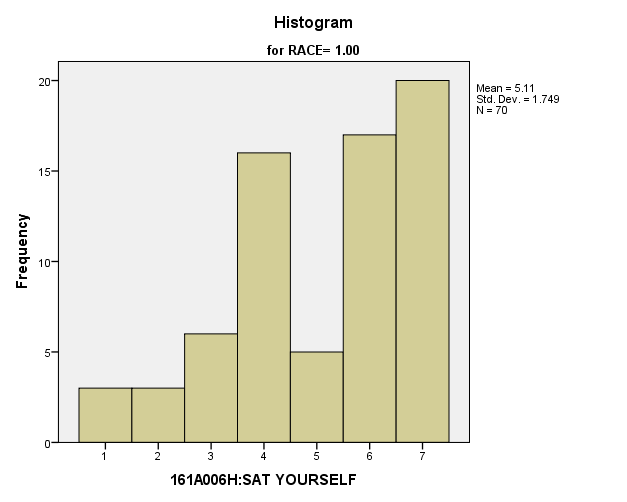 Histogram
for RACE= 1.00
Mean = 5.11
Std. Dev. = 1.749
N = 70
Frequency
20
15
10
5
0
1 2 3 4 5 6 7
161A006H:SAT YOURSELF